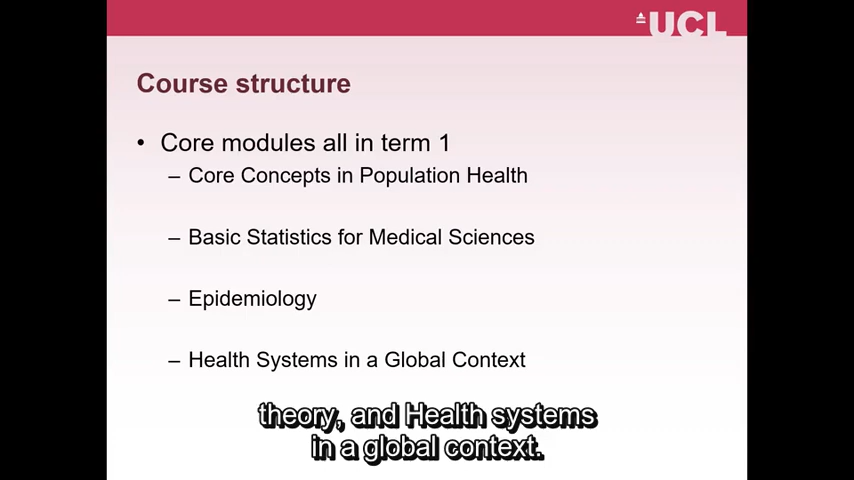 UCL
Course structure
• Core modules all in term 1
– Core Concepts in Population Health
– Basic Statistics for Medical Sciences
– Epidemiology
– Health Systems in a Global Context
theory, and Health systems
in a global context.